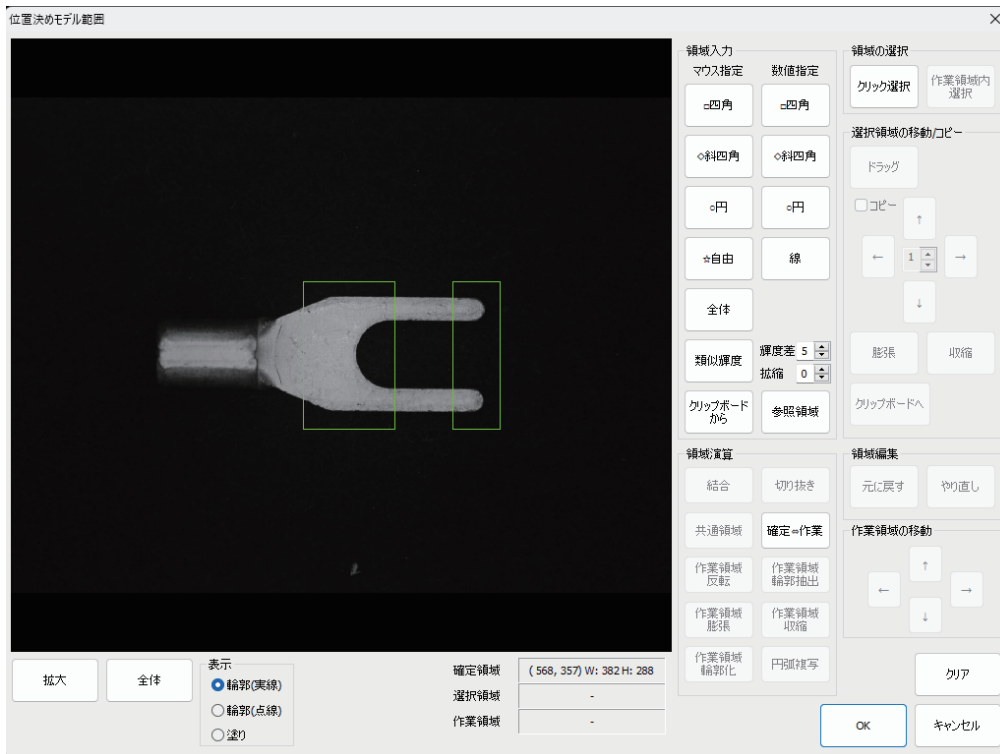 位置決めモデル範囲
×
領域入力
マウス指定 数値指定
□四角 □四角
◇斜四角 ◇斜四角
○円 ○円
☆自由 線
全体
類似輝度 輝度差 5
拡縮 0
クリップボード
から
参照領域
領域演算
結合 切り抜き
共通領域 確定⇔作業
作業領域
反転
作業領域
輪郭抽出
作業領域
膨張
作業領域
収縮
作業領域
輪郭化
円弧複写
領域の選択
クリック選択
作業領域内
選択
選択領域の移動/コピー
ドラッグ
コピー
↑
← 1 →
↓
膨張 収縮
クリップボードへ
領域編集
元に戻す やり直し
作業領域の移動
↑
← →
↓
クリア
拡大 全体
表示
輪郭(実線)
輪郭(点線)
塗り
確定領域 ( 568, 357) W: 382 H: 288
選択領域 -
作業領域 -
OK キャンセル